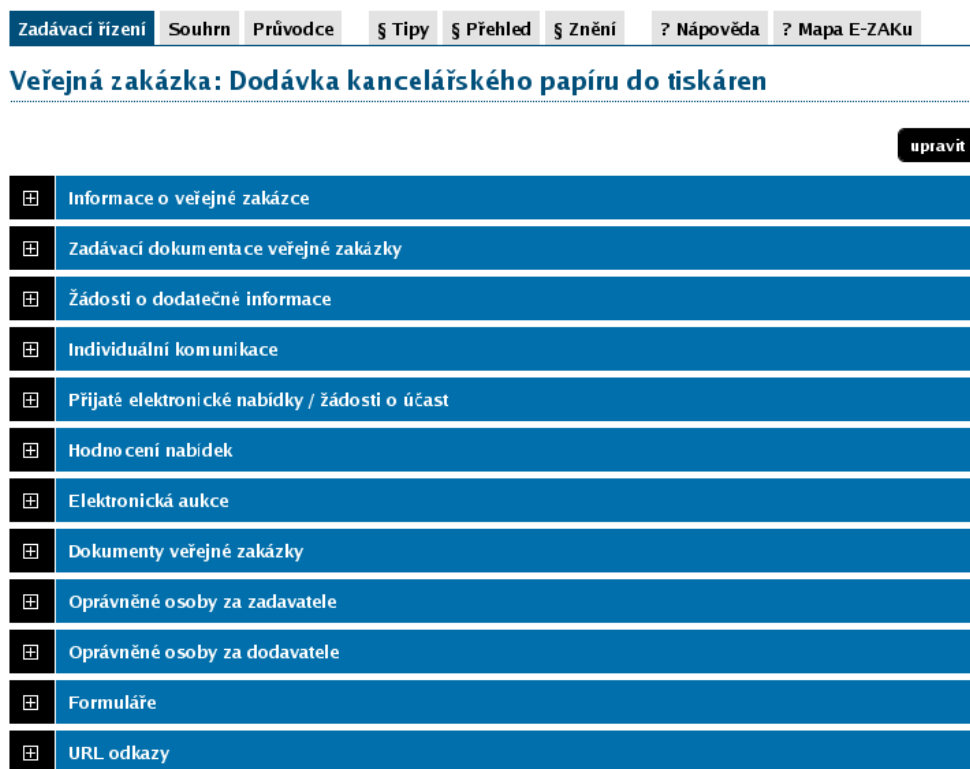 Zadávací řízení Souhrn Průvodce § Tipy § Přehled § Znění ? Nápověda ? Mapa E-ZAKu
Veřejná zakázka: Dodávka kancelářského papíru do tiskáren
upravit
Informace o veřejné zakázce
Zadávací dokumentace veřejné zakázky
Žádosti o dodatečné informace
Individuální komunikace
Přijaté elektronické nabídky / žádosti o účast
Hodnocení nabídek
Elektronická aukce
Dokumenty veřejné zakázky
Oprávněné osoby za zadavatele
Oprávněné osoby za dodavatele
Formuláře
URL odkazy